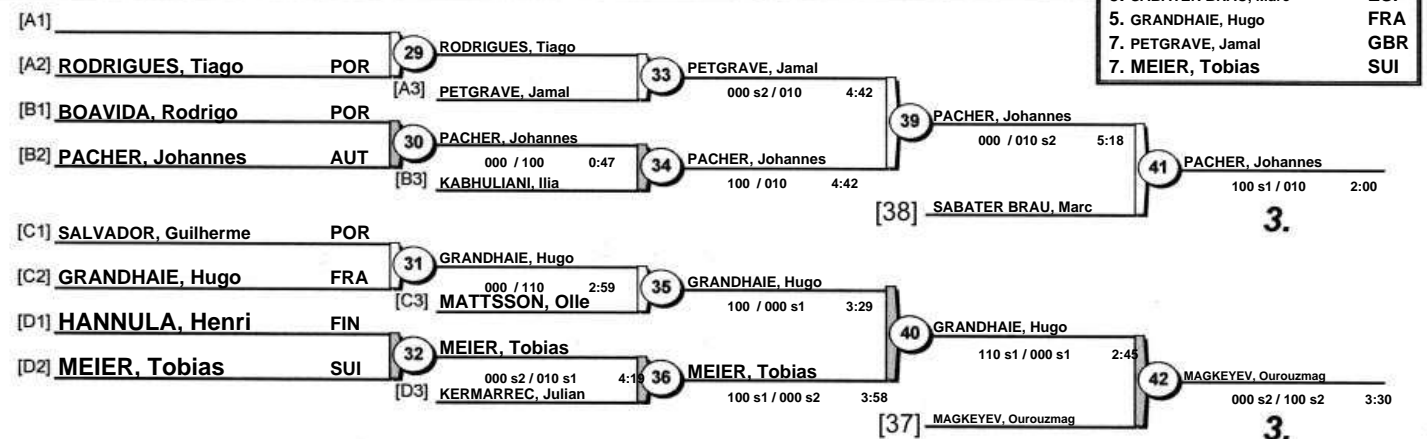 5. GRANDHAIE, Hugo FRA
7. PETGRAVE, Jamal GBR
7. MEIER, Tobias SUI
[A1]
[A2] RODRIGUES, Tiago POR
29
RODRIGUES, Tiago
[A3] PETGRAVE, Jamal
33
PETGRAVE, Jamal
000 s2 / 010 4:42
[B1] BOAVIDA, Rodrigo POR
[B2] PACHER, Johannes AUT
30
PACHER, Johannes
000 / 100 0:47
[B3] KABHULIANI, Ilia
34
PACHER, Johannes
100 / 010 4:42
39
PACHER, Johannes
000 / 010 s2 5:18
[38] SABATER BRAU, Marc
41
PACHER, Johannes
100 s1 / 010 2:00
3.
[C1] SALVADOR, Guilherme POR
[C2] GRANDHAIE, Hugo FRA
31
GRANDHAIE, Hugo
000 / 110 2:59
[C3] MATTSSON, Olle
35
GRANDHAIE, Hugo
100 / 000 s1 3:29
[D1] HANNULA, Henri FIN
[D2] MEIER, Tobias SUI
32
MEIER, Tobias
000 s2 / 010 s1 4:19
[D3] KERMARREC, Julian
36
MEIER, Tobias
100 s1 / 000 s2 3:58
40
GRANDHAIE, Hugo
110 s1 / 000 s1 2:45
[37] MAGKEYEV, Ourouzmag
42
MAGKEYEV, Ourouzmag
000 s2 / 100 s2 3:30
3.